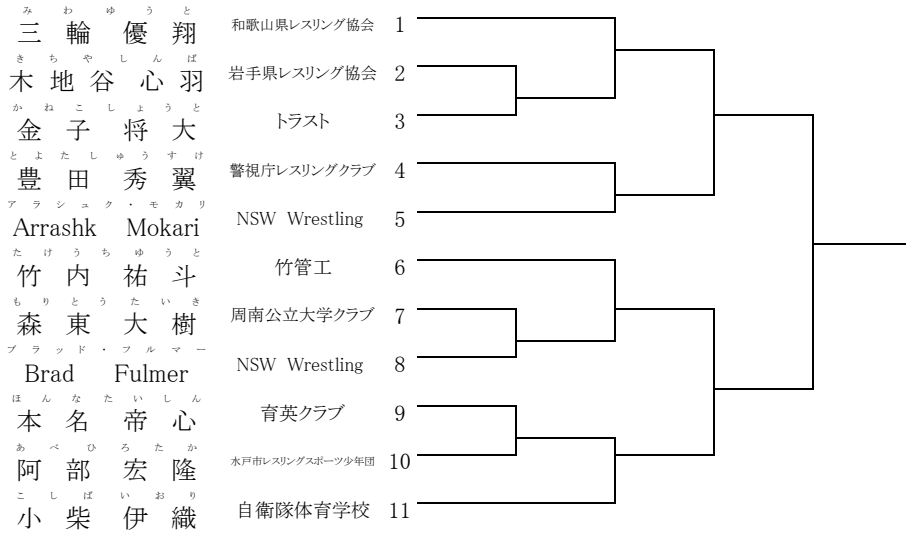 みわゆうと
三輪 優翔 和歌山県レスリング協会 1
きちやしんば
木地谷 心羽 岩手県レスリング協会 2
かねこしょうと
金子 将大 トラスト 3
とよたしゅうすけ
豊田 秀翼 警視庁レスリングクラブ 4
アラシュク・モカリ
Arrashk Mokari NSW Wrestling 5
たけうちゆうと
竹内 祐斗 竹管工 6
もりとうたいき
森東 大樹 周南公立大学クラブ 7
ブラッド・フルマー
Brad Fulmer NSW Wrestling 8
ほんなたいしん
本名 帝心 育英クラブ 9
あべひろたか
阿部 宏隆 水戸市レスリングスポーツ少年団 10
こしばいおり
小柴 伊織 自衛隊体育学校 11